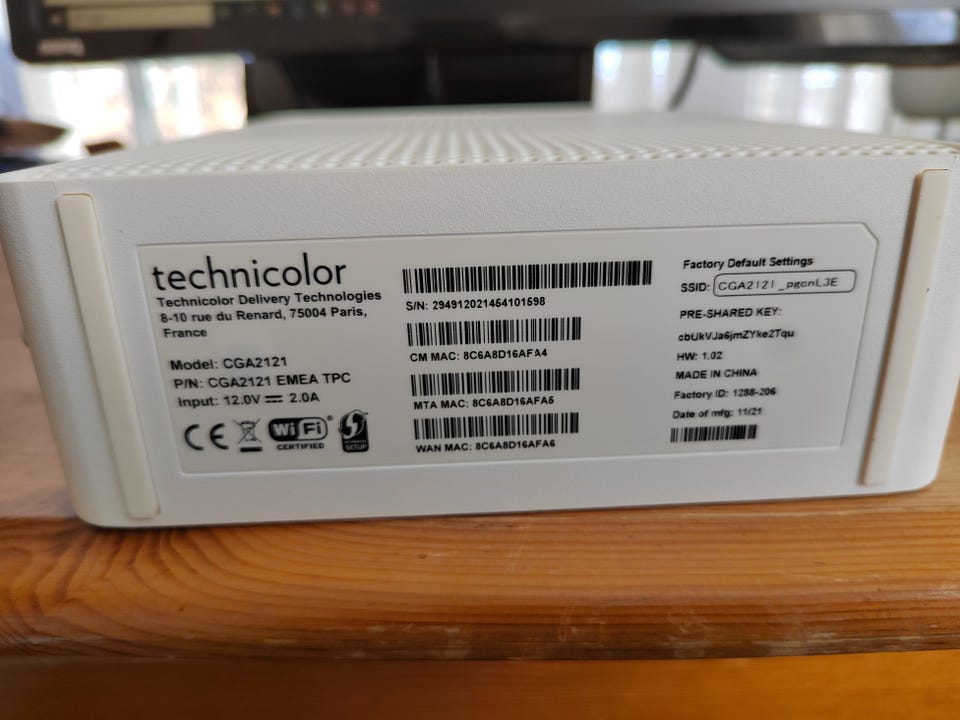 BenQ
technicolor
Technicolor Delivery Technologies
8-10 rue du Renard, 75004 Paris,
France
Model: CGA2121
P/N: CGA2121 EMEA TPC
Input: 12.0V 2.0A
CE
Wi Fi®
CERTIFIED
SETUP
S/N: 294912021454101598
CM MAC: 8C6A8D16AFA4
MTA MAC: 8C6A8D16AFA5
WAN MAC: 8C6A8D16AFA6
Factory Default Settings
SSID: CGA2121_pgcnL3E
PRE-SHARED KEY:
cbUkVJa6jmZYke2Tqu
HW: 1.02
MADE IN CHINA
Factory ID: 1288-206
Date of mfg: 11/21